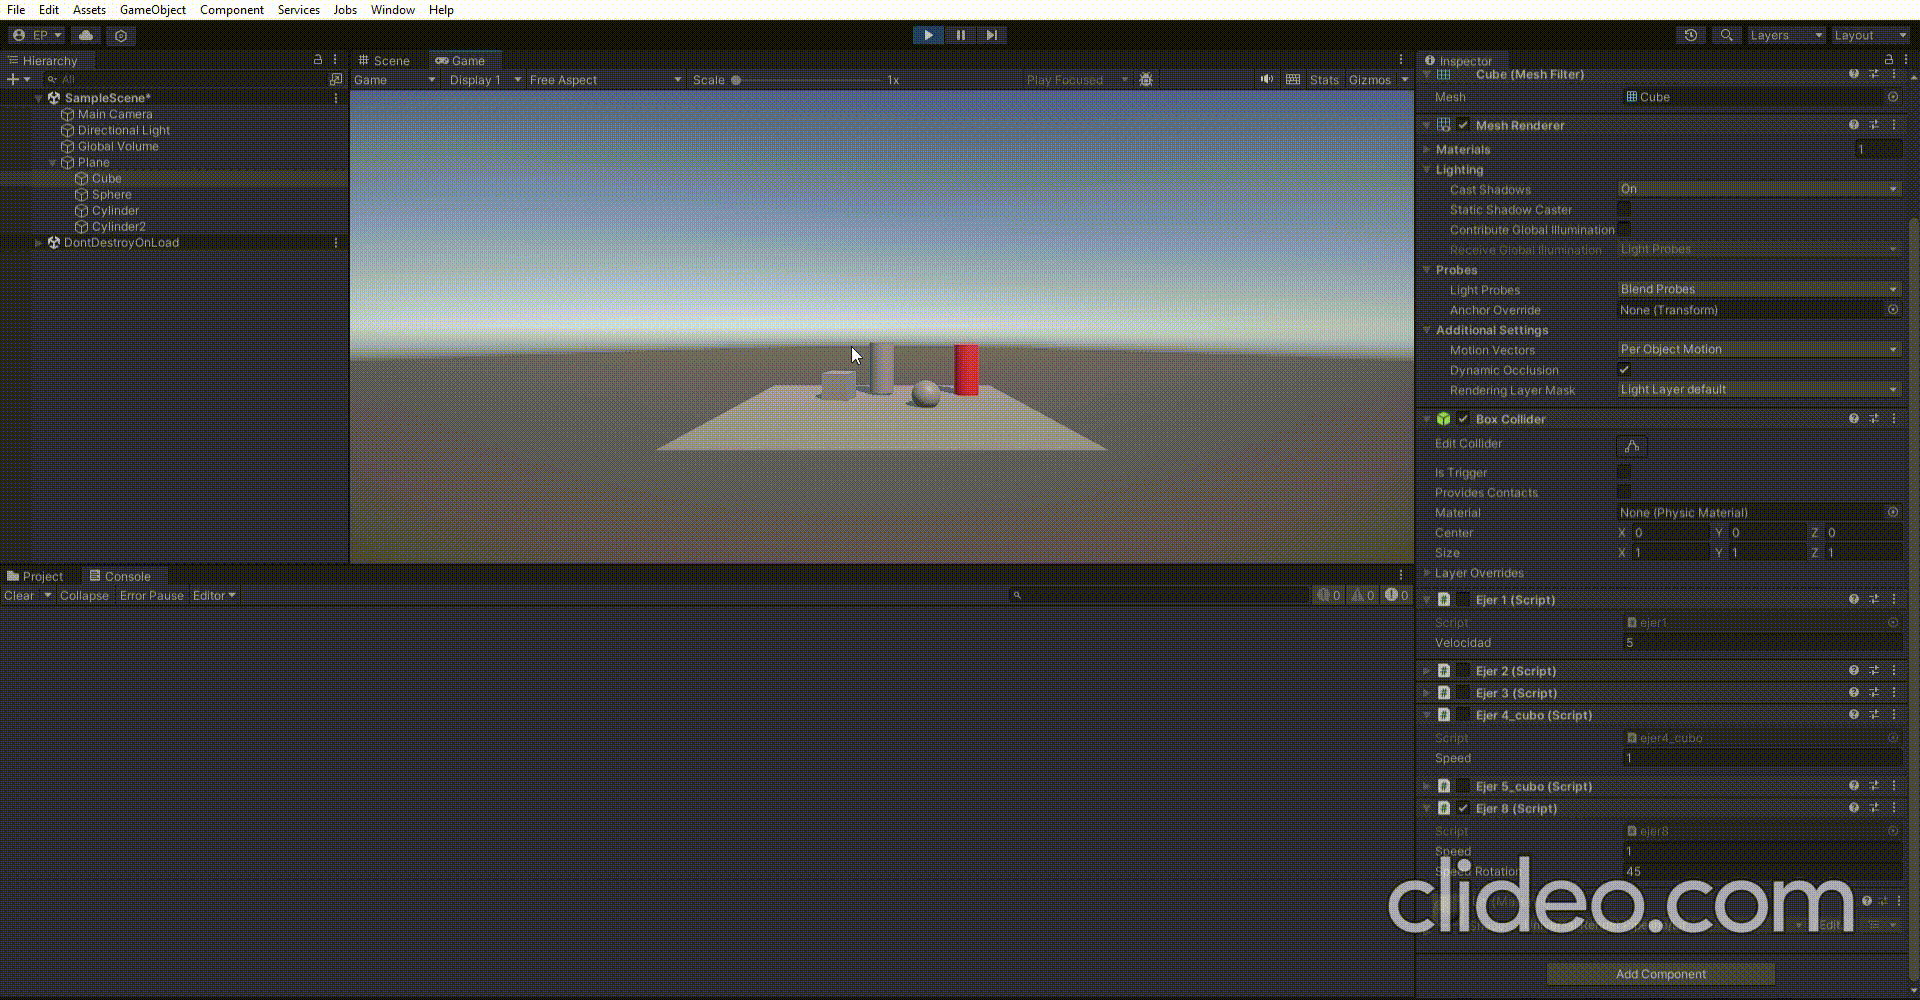 File Edit Assets GameObject Component Services Jobs Window Help
EP
Layers Layout
Hierarchy
All
SampleScene*
Main Camera
Directional Light
Global Volume
Plane
Cube
Sphere
Cylinder
Cylinder2
DontDestroyOnLoad
Scene Game
Game Display 1 Free Aspect Scale 1x Play Focused Stats Gizmos
Project Console
Clear Collapse Error Pause Editor 0 0 0
Inspector
Cube (Mesh Filter)
Mesh Cube
Mesh Renderer
Materials 1
Lighting
Cast Shadows On
Static Shadow Caster
Contribute Global Illumination
Receive Global Illumination Light Probes
Probes
Light Probes Blend Probes
Anchor Override None (Transform)
Additional Settings
Motion Vectors Per Object Motion
Dynamic Occlusion
Rendering Layer Mask Light Layer default
Box Collider
Edit Collider
Is Trigger
Provides Contacts
Material None (Physic Material)
Center X 0 Y 0 Z 0
Size X 1 Y 1 Z 1
Layer Overrides
Ejer 1 (Script)
Script ejer1
Velocidad 5
Ejer 2 (Script)
Ejer 3 (Script)
Ejer 4_cubo (Script)
Script ejer4_cubo
Speed 1
Ejer 5_cubo (Script)
Ejer 8 (Script)
Script ejer8
Speed 1
Speed Rotation 45
clideo.com
Edit
Add Component